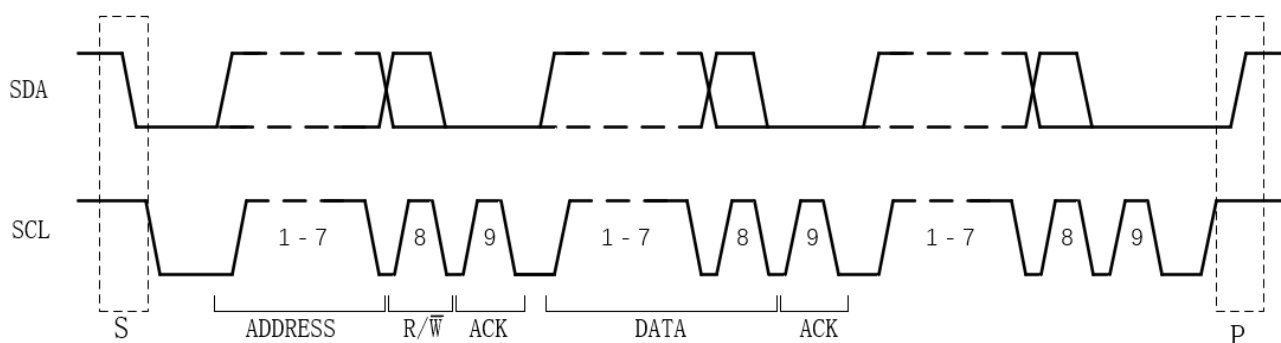 SDA
SCL
1-7 8 9 1-7 8 9 1-7 8 9
S ADDRESS R/W̅ ACK DATA ACK P